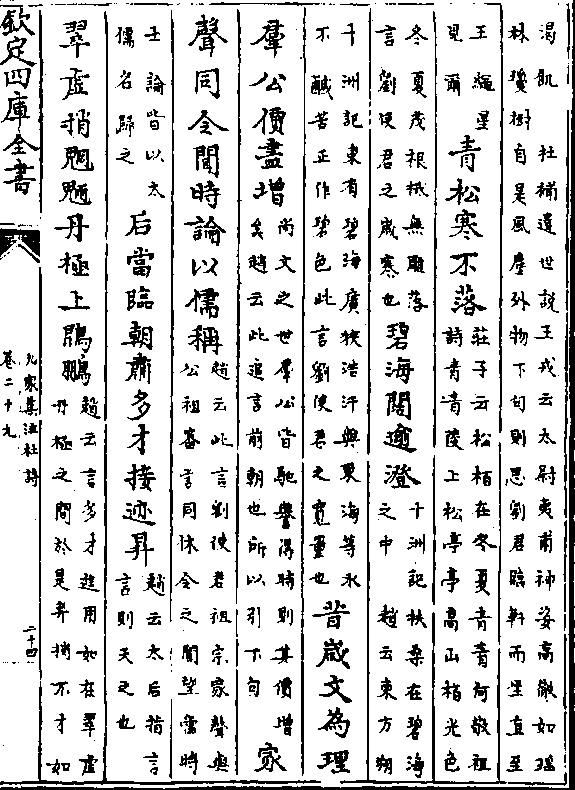 渴飢　杜補遺世說王戎云太尉夷甫神姿高徹如瑶
林瓊樹自是風塵外物下句則思劉君臨軒而坐直至
王繩星
見爾
青松寒不落
莊子云松柏在冬夏青青何敬祖
詩青青陵上松亭亭高山柏光色
冬夏茂根柢無彫落
言劉使君之歲寒也
碧海闊逾澄
十洲記扶桑在碧海
之中　趙云東方朔
十洲記東有碧海廣狹浩汗與東海等水
不鹹苦正作碧色此言劉使君之寛量也
昔歲文為理
羣公價盡增
尚文之世羣公皆馳譽得時則其價增
矣趙云此追言前朝也所以引下句
家
聲同令聞時論以儒稱
趙云此言劉使君祖宗家聲與
公祖審言同休令之聞望當時
士論皆以太
儒名歸之
后當臨朝肅多才接迹昇
趙云太后指言
言則天之也
翠虛捎魍魎丹極上鵾鵬
趙云言多才進用如在翠虛
丹極之間於是弃捎不才如
欽定四庫全書
九家集注杜詩
卷二十九
二十四